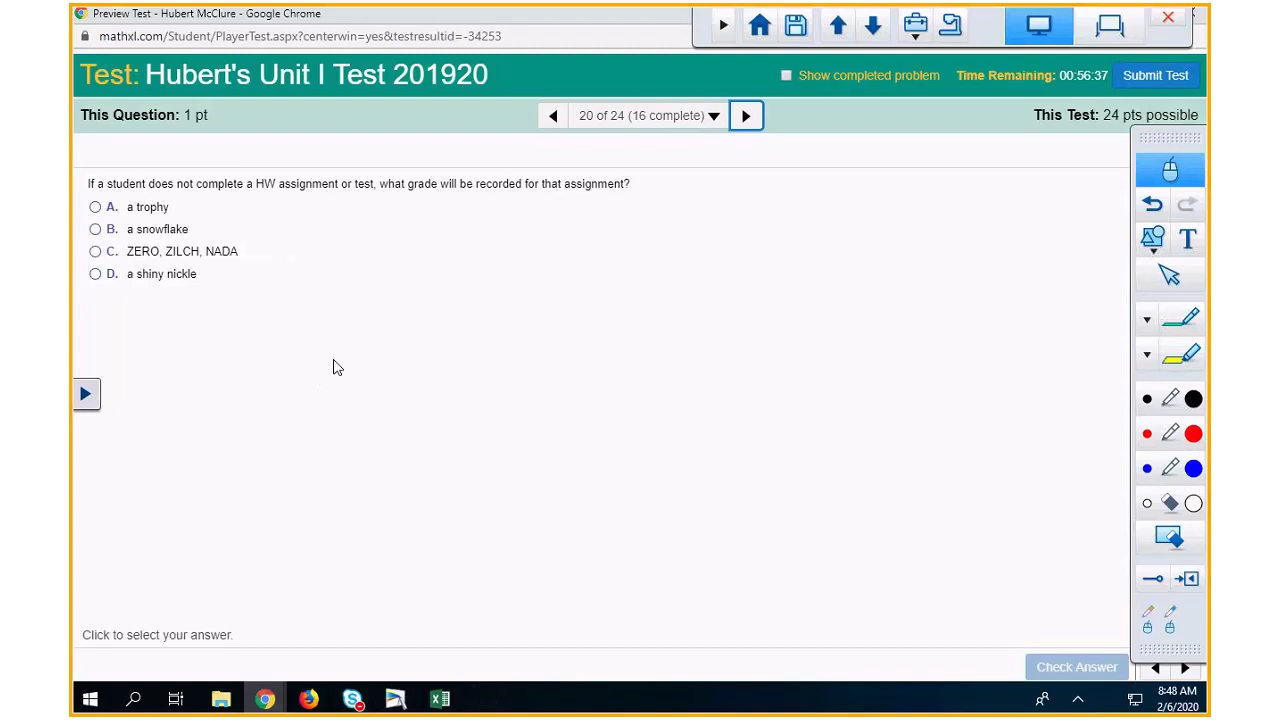 Preview Test - Hubert McClure - Google Chrome
mathxl.com/Student/PlayerTest.aspx?centerwin=yes&testresultid=-34253
Test: Hubert's Unit I Test 201920
Show completed problem
Time Remaining: 00:56:37
Submit Test
This Question: 1 pt
20 of 24 (16 complete)
This Test: 24 pts possible
If a student does not complete a HW assignment or test, what grade will be recorded for that assignment?
A. a trophy
B. a snowflake
C. ZERO, ZILCH, NADA
D. a shiny nickle
T
Click to select your answer.
Check Answer
8:48 AM
2/6/2020